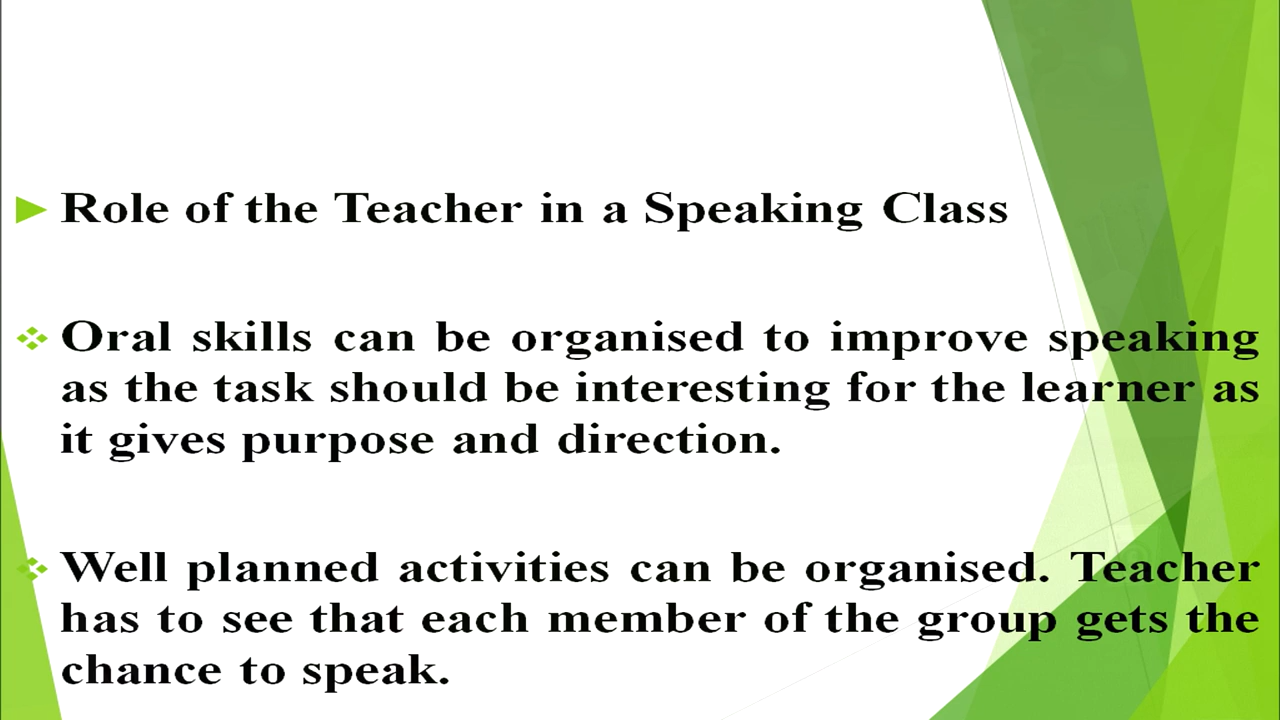 Role of the Teacher in a Speaking Class
Oral skills can be organised to improve speaking
as the task should be interesting for the learner as
it gives purpose and direction.
Well planned activities can be organised. Teacher
has to see that each member of the group gets the
chance to speak.